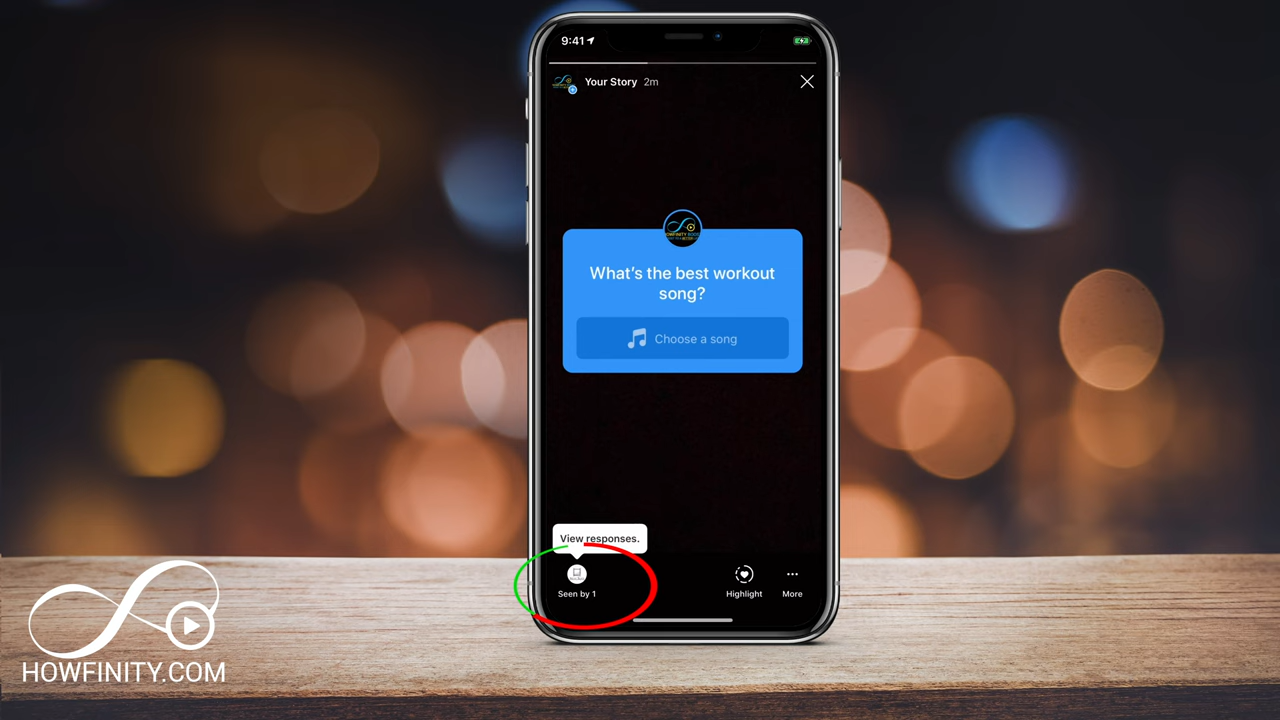 9:41
Your Story 2m
What's the best workout
song?
Choose a song
View responses.
Seen by 1
Highlight
More
HOWFINITY.COM